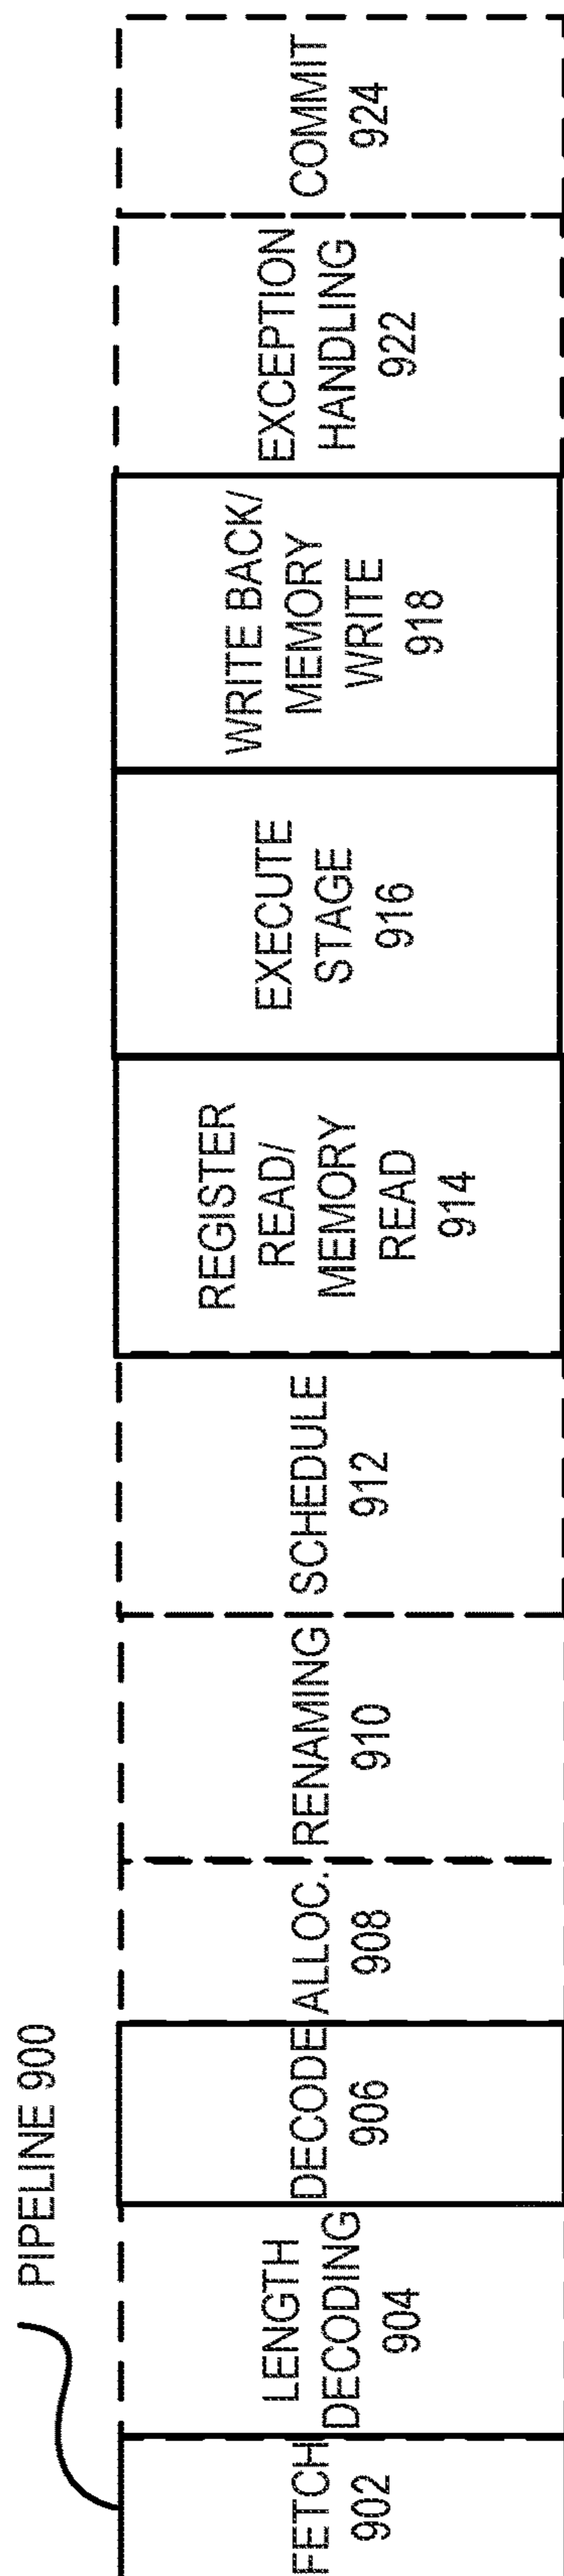 PIPELINE 900
FETCH
902
LENGTH
DECODING
904
DECODE
906
ALLOC.
908
RENAMING
910
SCHEDULE
912
REGISTER
READ/
MEMORY
READ
914
EXECUTE
STAGE
916
WRITE BACK/
MEMORY
WRITE
918
EXCEPTION
HANDLING
922
COMMIT
924